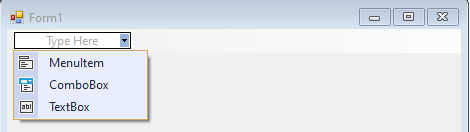 Form1
Type Here
MenuItem
ComboBox
abl TextBox